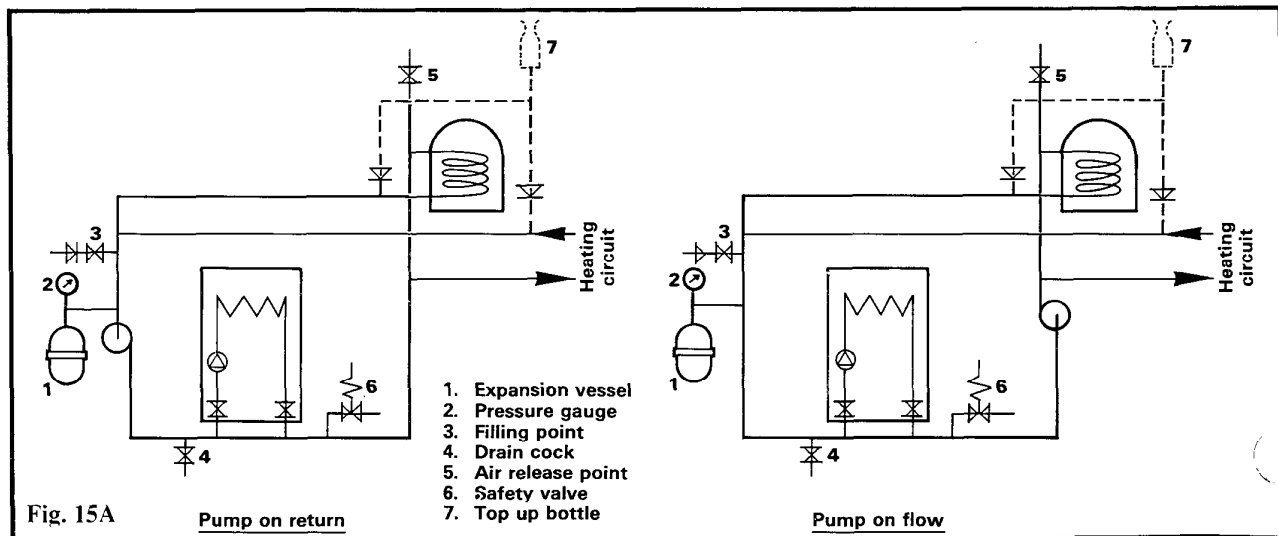 7
5
3
2
1
6
4
Heating
circuit
1. Expansion vessel
2. Pressure gauge
3. Filling point
4. Drain cock
5. Air release point
6. Safety valve
7. Top up bottle
7
5
3
2
1
6
4
Heating
circuit
Fig. 15A
Pump on return
Pump on flow